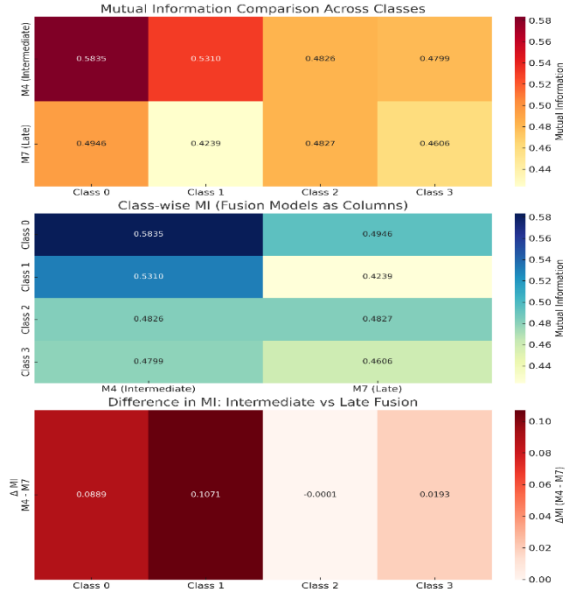 Mutual Information Comparison Across Classes
M4 (Intermediate)
0.5835 0.5310 0.4826 0.4799
M7 (Late)
0.4946 0.4239 0.4827 0.4606
Class 0 Class 1 Class 2 Class 3
0.58
0.56
0.54
0.52
0.50
0.48
0.46
0.44
Mutual Information
Class-wise MI (Fusion Models as Columns)
Class 0 0.5835 0.4946
Class 1 0.5310 0.4239
Class 2 0.4826 0.4827
Class 3 0.4799 0.4606
M4 (Intermediate) M7 (Late)
0.58
0.56
0.54
0.52
0.50
0.48
0.46
0.44
Mutual Information
Difference in MI: Intermediate vs Late Fusion
Δ MI
M4 - M7
0.0889 0.1071 -0.0001 0.0193
Class 0 Class 1 Class 2 Class 3
0.10
0.08
0.06
0.04
0.02
0.00
ΔMI (M4 - M7)